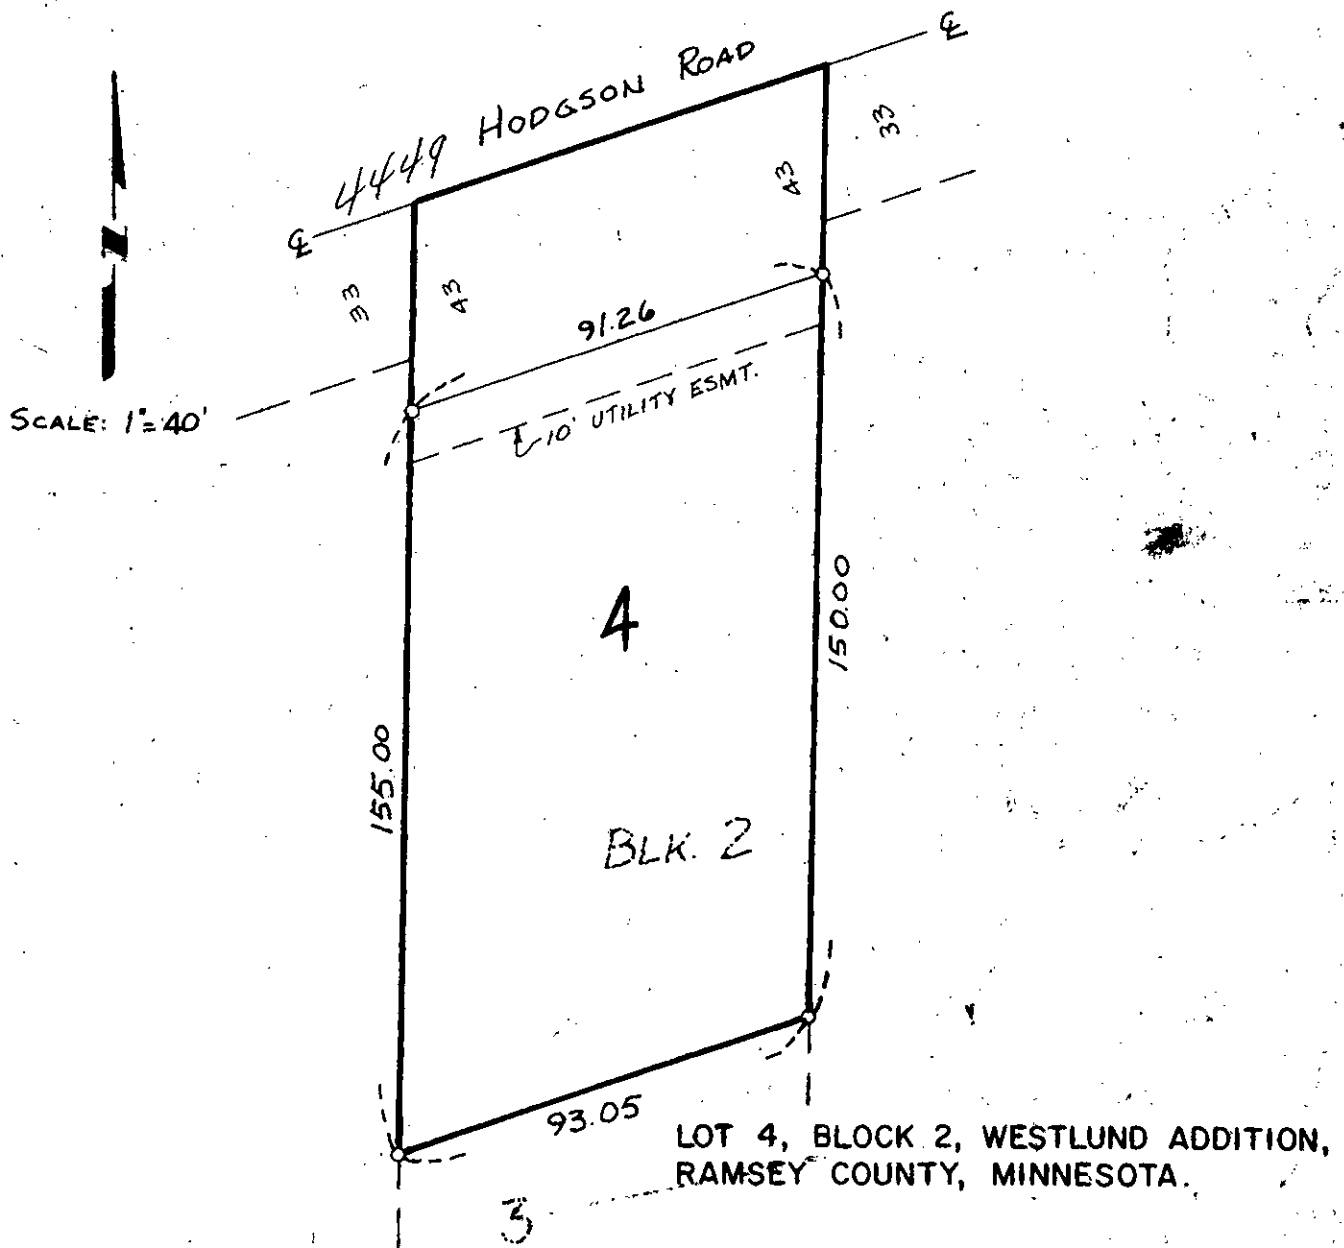 ℄
4449 HODGSON ROAD
33
43
33
43
℄
N
91.26
SCALE: 1"=40'
10' UTILITY ESMT.
4
150.00
155.00
BLK. 2
93.05
LOT 4, BLOCK 2, WESTLUND ADDITION,
RAMSEY COUNTY, MINNESOTA.
3